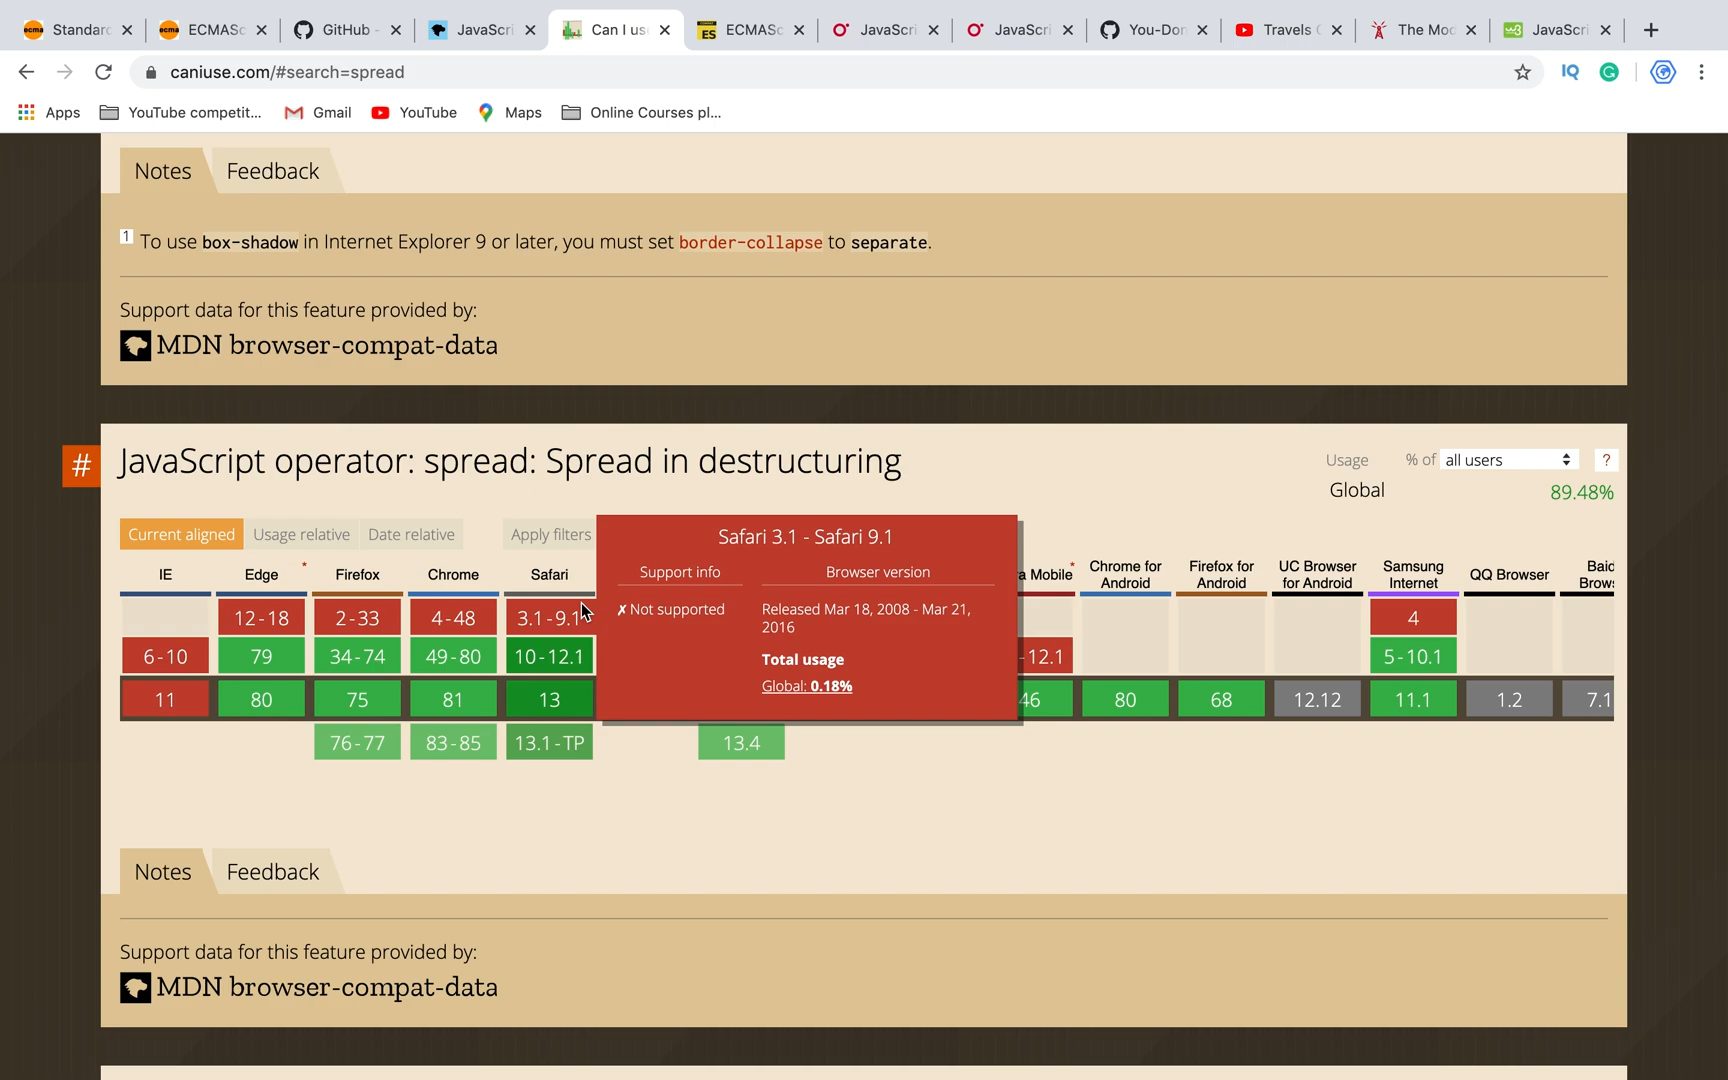 Standarc
ECMASc
GitHub -
JavaScri
Can I us
ES
ECMASc
JavaScri
JavaScri
You-Don
Travels
The Moc
JavaScri
caniuse.com/#search=spread
IQ
Apps
YouTube competit...
Gmail
YouTube
Maps
Online Courses pl...
Notes
Feedback
1 To use box-shadow in Internet Explorer 9 or later, you must set border-collapse to separate.
Support data for this feature provided by:
MDN browser-compat-data
# JavaScript operator: spread: Spread in destructuring
Usage % of all users ?
Global 89.48%
Current aligned Usage relative Date relative Apply filters
IE Edge * Firefox Chrome Safari a Mobile * Chrome for Android Firefox for Android UC Browser for Android Samsung Internet QQ Browser Baid Brows
12-18 2-33 4-48 3.1-9.1 4
6-10 79 34-74 49-80 10-12.1 -12.1 5-10.1
11 80 75 81 13 46 80 68 12.12 11.1 1.2 7.1
76-77 83-85 13.1-TP 13.4
Safari 3.1 - Safari 9.1
Support info
✗ Not supported
Browser version
Released Mar 18, 2008 - Mar 21,
2016
Total usage
Global: 0.18%
Notes
Feedback
Support data for this feature provided by:
MDN browser-compat-data